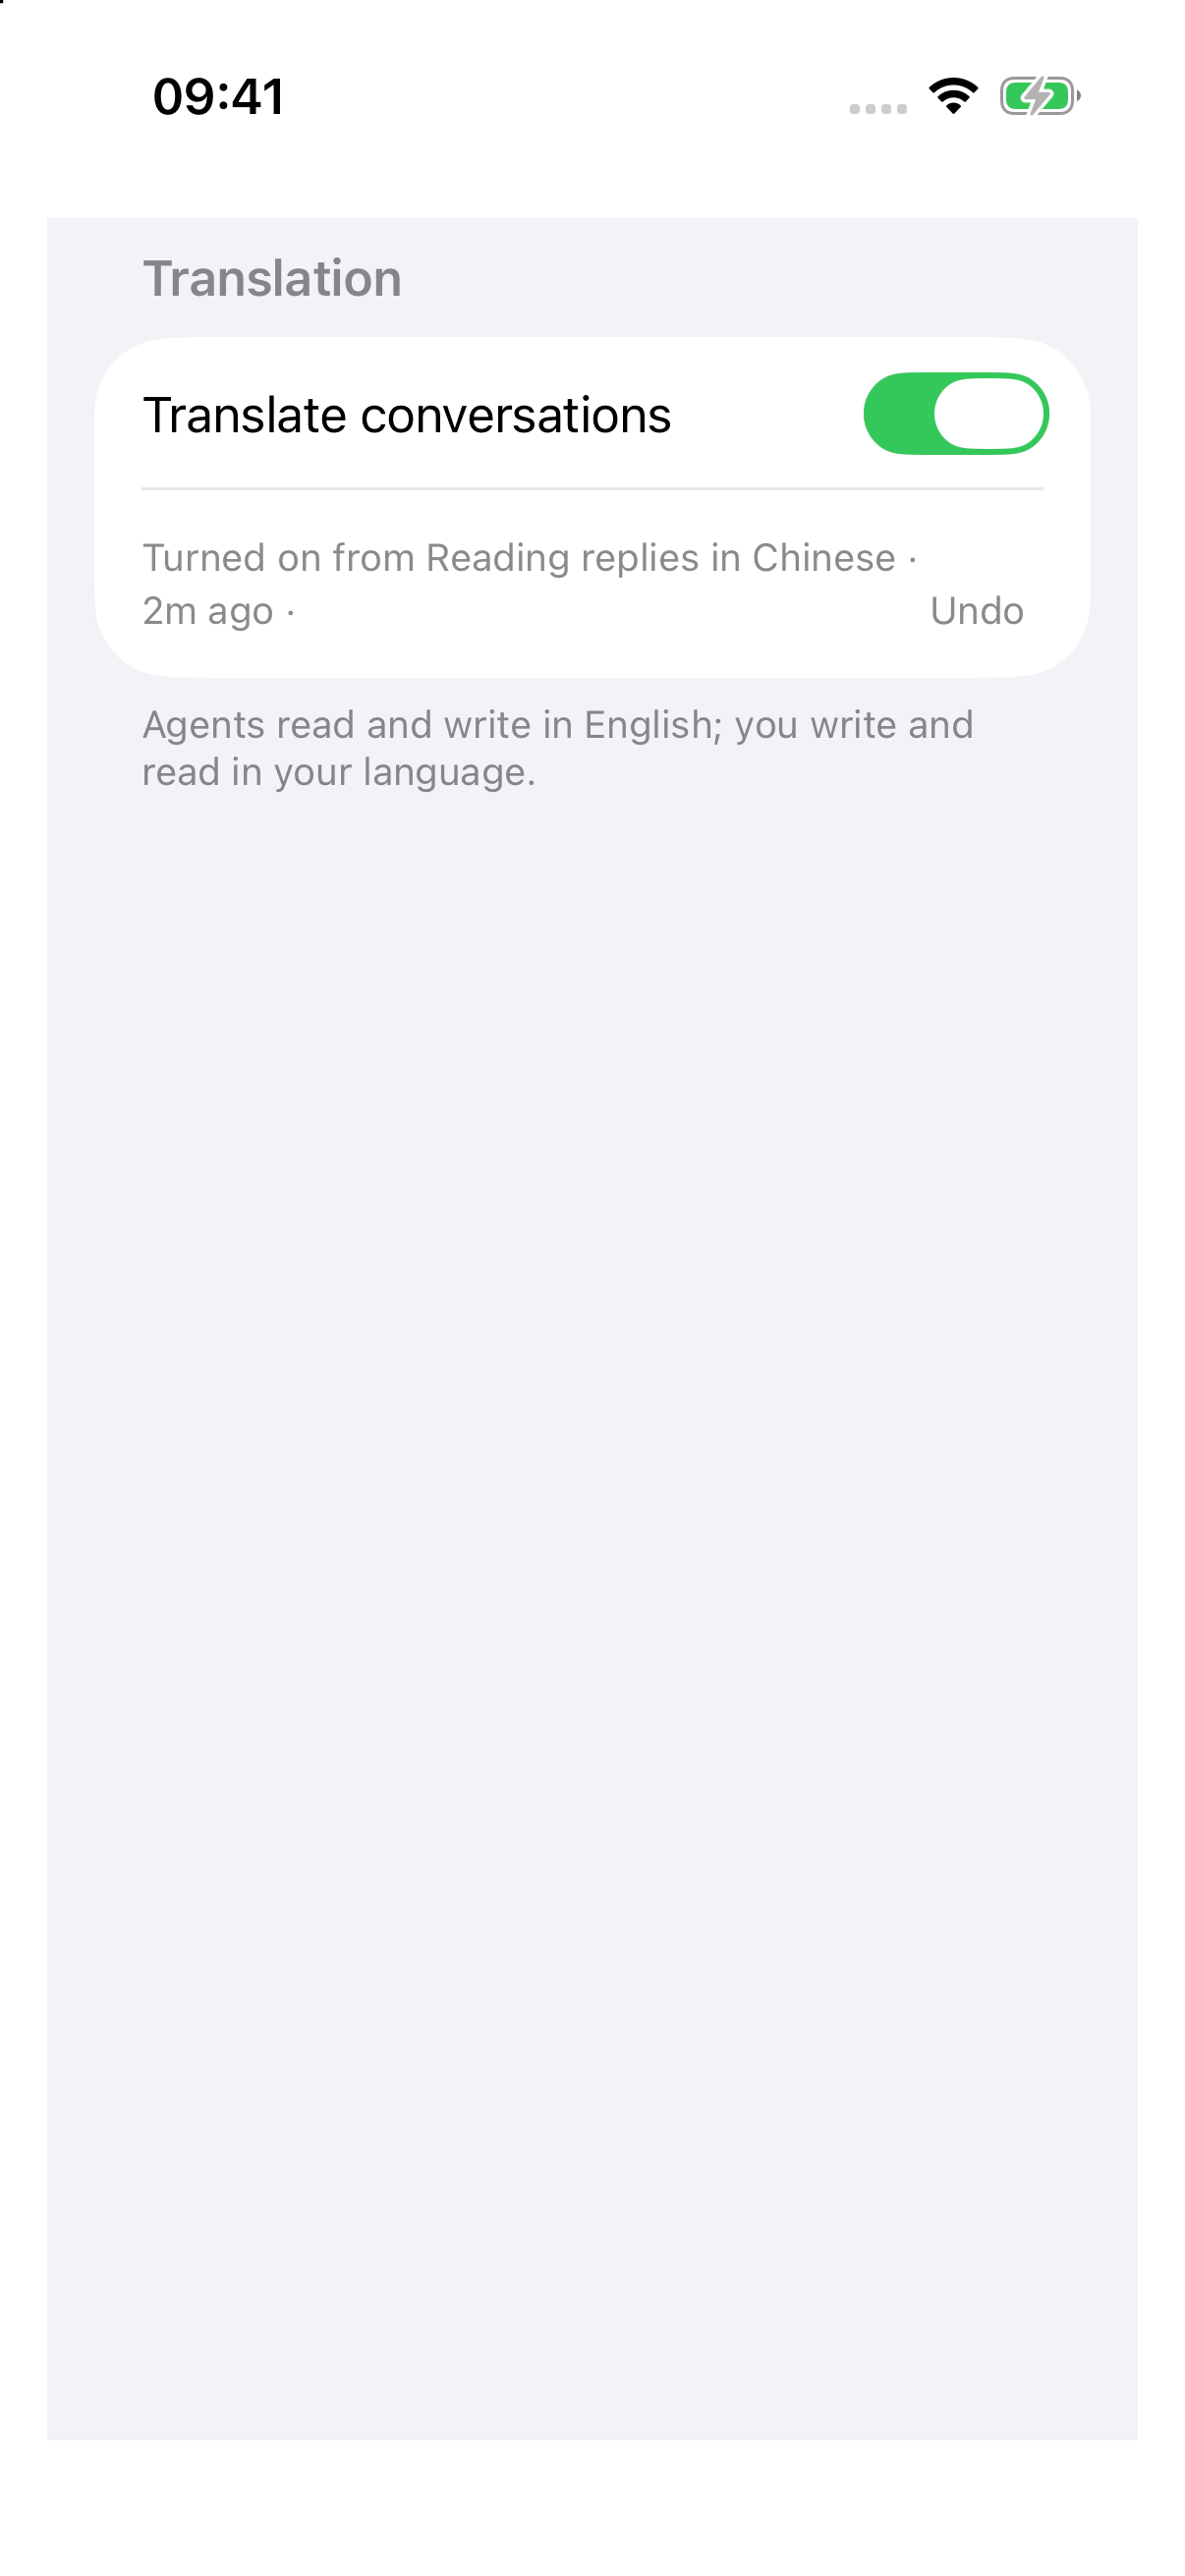 09:41
Translation
Translate conversations
Turned on from Reading replies in Chinese ·
2m ago ·
Undo
Agents read and write in English; you write and
read in your language.